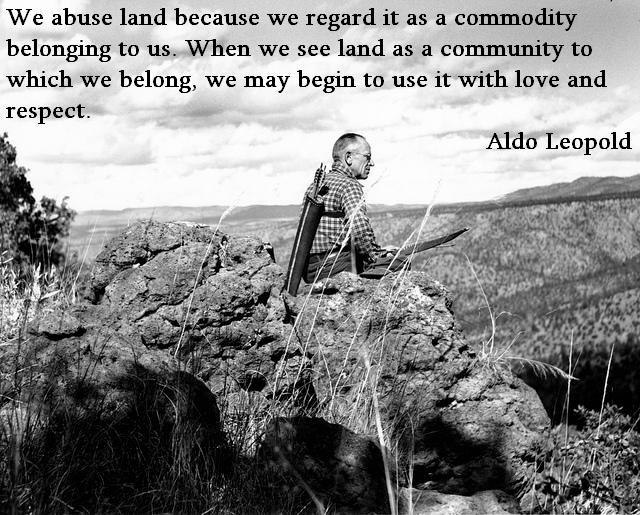 We abuse land because we regard it as a commodity
belonging to us. When we see land as a community to
which we belong, we may begin to use it with love and
respect.
Aldo Leopold